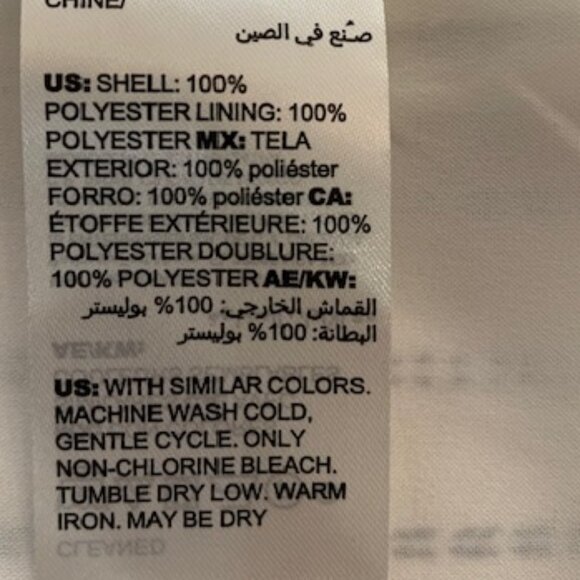 CHINE/
صُنع في الصين
US: SHELL: 100%
POLYESTER LINING: 100%
POLYESTER MX: TELA
EXTERIOR: 100% poliéster
FORRO: 100% poliéster CA:
ÉTOFFE EXTÉRIEURE: 100%
POLYESTER DOUBLURE:
100% POLYESTER AE/KW:
القماش الخارجي: 100% بوليستر
البطانة: 100% بوليستر
US: WITH SIMILAR COLORS.
MACHINE WASH COLD,
GENTLE CYCLE. ONLY
NON-CHLORINE BLEACH.
TUMBLE DRY LOW. WARM
IRON. MAY BE DRY
CLEANED